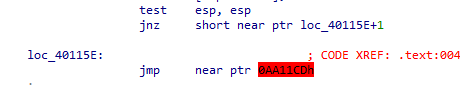 test esp, esp
jnz short near ptr loc_40115E+1
loc_40115E: ; CODE XREF: .text:004
jmp near ptr 0AA11CDh